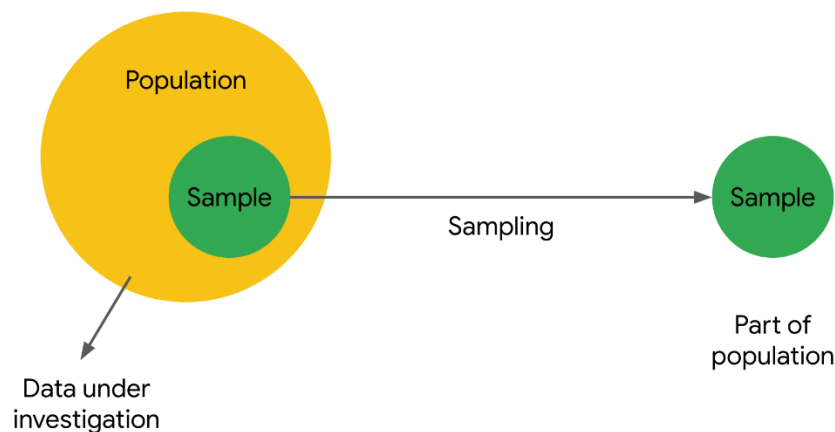 Population
Sample
Sampling
Sample
Data under
investigation
Part of
population